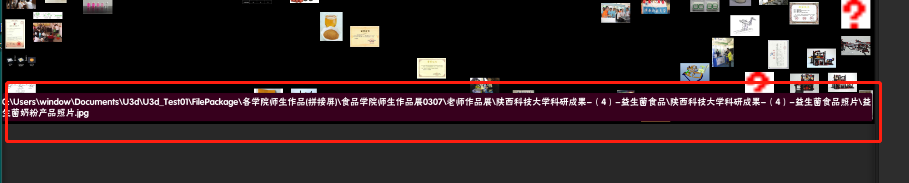 C:\Users\window\Documents\U3d\U3d_Test01\FilePackage\各学院师生作品(拼接屏)\食品学院师生作品展0307\老师作品展\陕西科技大学科研成果-（4）-益生菌食品\陕西科技大学科研成果-（4）-益生菌食品照片\益
生菌奶粉产品照片.jpg